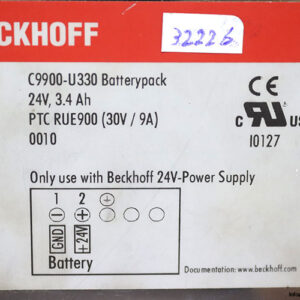 CKHOFF
32226
C9900-U330 Batterypack
24V, 3.4 Ah
PTC RUE900 (30V / 9A)
0010
CE
C RU US
I0127
Only use with Beckhoff 24V-Power Supply
1 2
GND
+24V
Battery
Documentation: www.beckhoff.com